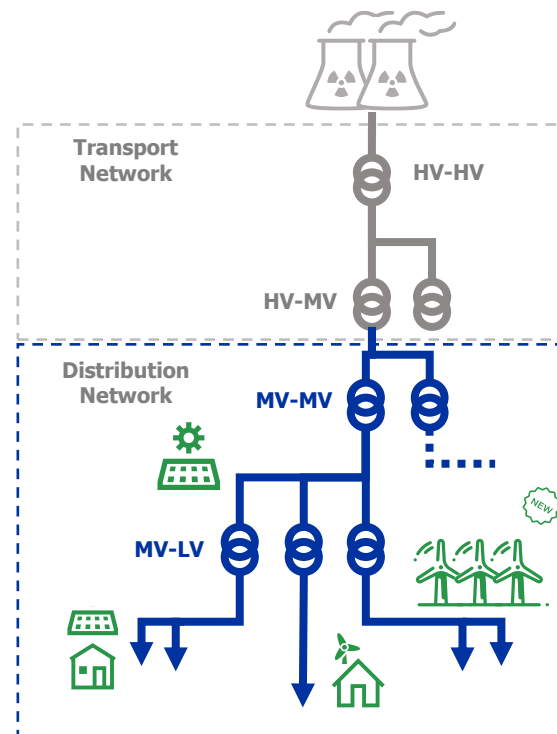 Transport
Network
HV-HV
HV-MV
Distribution
Network
MV-MV
NEW
MV-LV